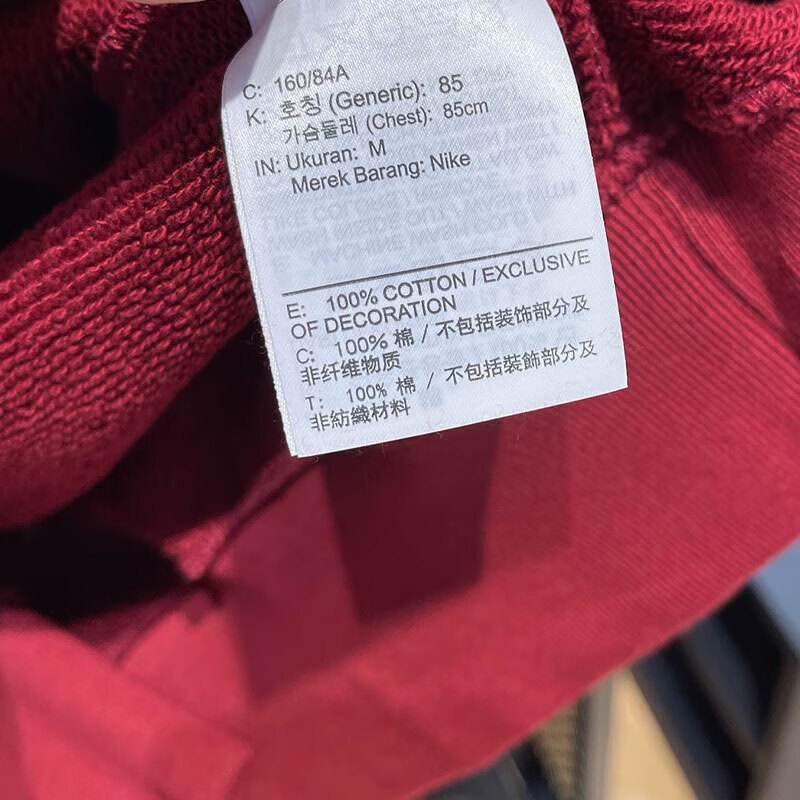 C: 160/84A
K: 호칭 (Generic): 85
가슴둘레 (Chest): 85cm
IN: Ukuran: M
Merek Barang: Nike
E: 100% COTTON / EXCLUSIVE
OF DECORATION
C: 100% 棉 / 不包括装饰部分及
非纤维物质
T: 100% 棉 / 不包括裝飾部分及
非紡織材料